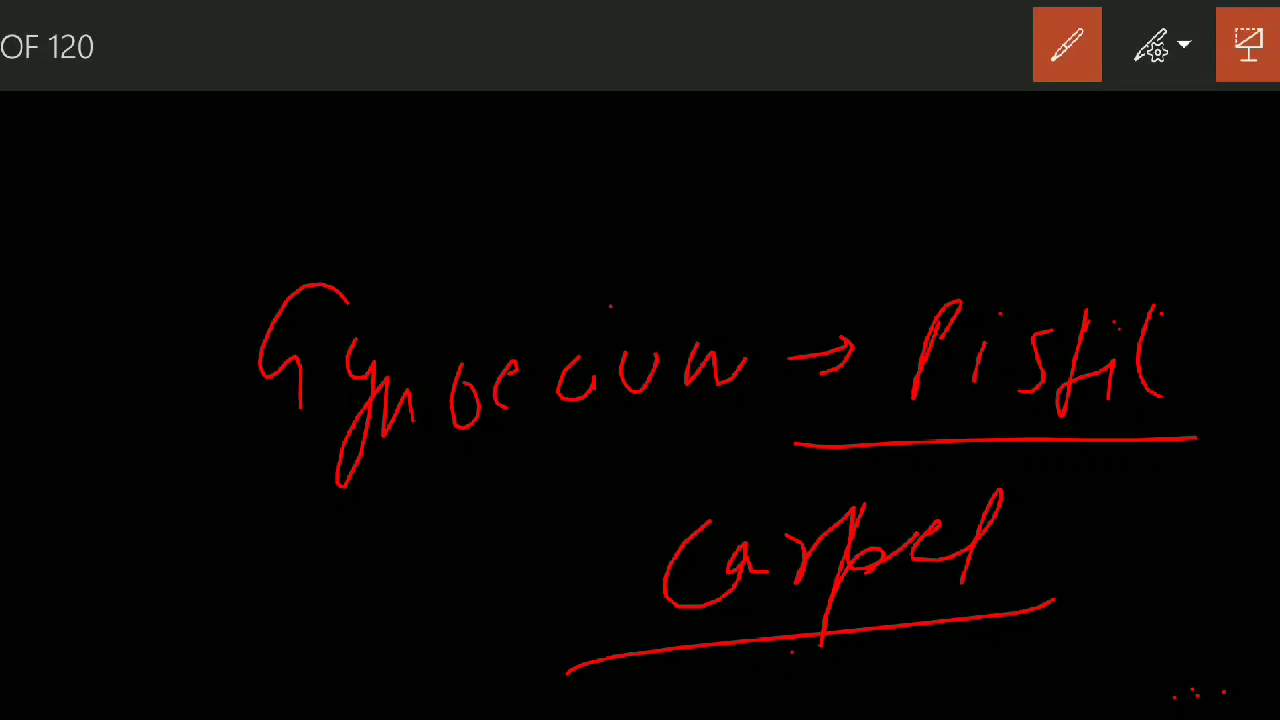 OF 120
Gynoecium → Pistil
Carpel